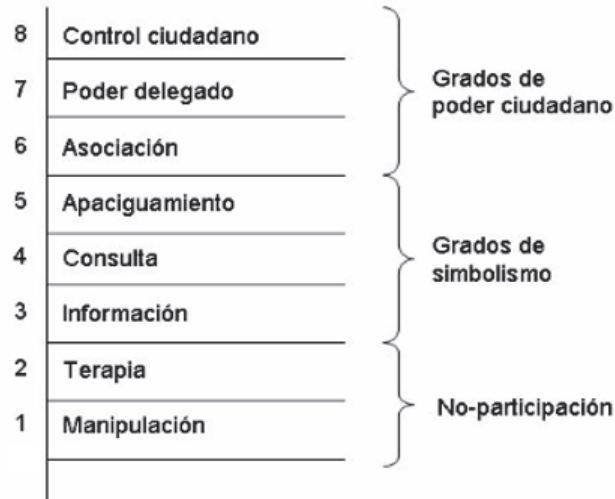 8 Control ciudadano
7 Poder delegado
6 Asociación
Grados de
poder ciudadano
5 Apaciguamiento
4 Consulta
3 Información
Grados de
simbolismo
2 Terapia
1 Manipulación
No-participación